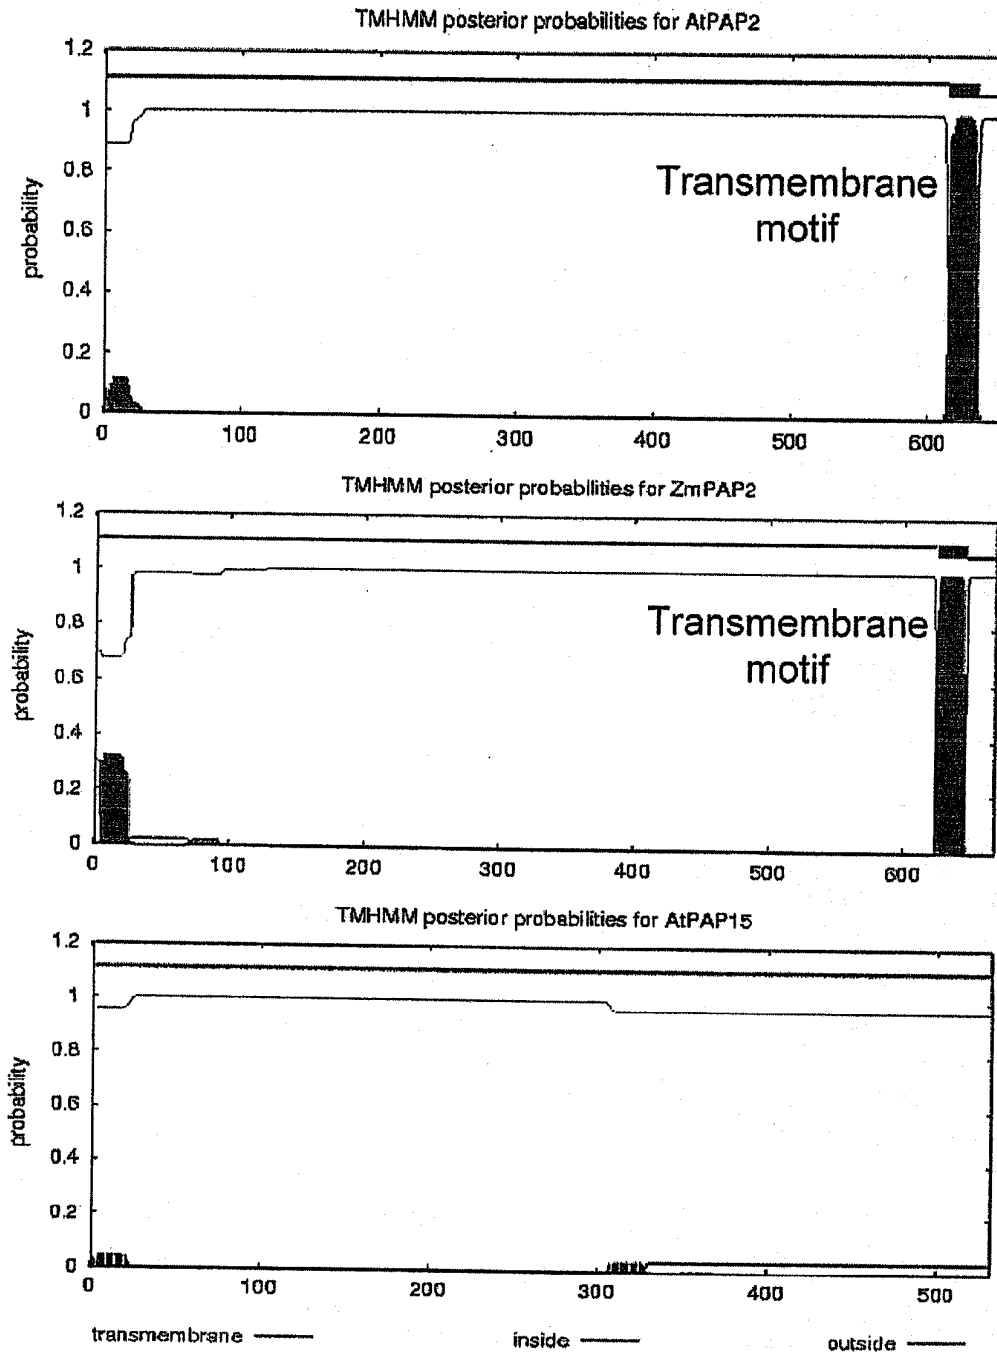 TMHMM posterior probabilities for AtPAP2
1.2
1
0.8
0.6
0.4
0.2
0
probability
Transmembrane
motif
0 100 200 300 400 500 600
TMHMM posterior probabilities for ZmPAP2
1.2
1
0.8
0.6
0.4
0.2
0
probability
Transmembrane
motif
0 100 200 300 400 500 600
TMHMM posterior probabilities for AtPAP15
1.2
1
0.8
0.6
0.4
0.2
0
probability
0 100 200 300 400 500
transmembrane inside outside